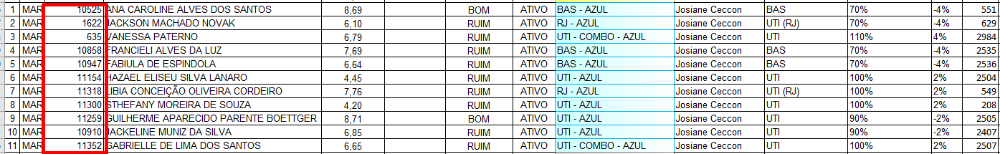 1 MAR 10525 ANA CAROLINE ALVES DOS SANTOS 8,69 BOM ATIVO BAS - AZUL Josiane Ceccon BAS 70% -4% 551
2 MAR 1622 JACKSON MACHADO NOVAK 6,10 RUIM ATIVO RJ - AZUL Josiane Ceccon UTI (RJ) 70% -4% 629
3 MAR 635 VANESSA PATERNO 6,79 RUIM ATIVO UTI - COMBO - AZUL Josiane Ceccon UTI 110% 4% 2984
4 MAR 10858 FRANCIELI ALVES DA LUZ 7,69 RUIM ATIVO BAS - AZUL Josiane Ceccon BAS 70% -4% 2535
5 MAR 10947 FABIULA DE ESPINDOLA 6,64 RUIM ATIVO BAS - AZUL Josiane Ceccon BAS 70% -4% 2536
6 MAR 11154 HAZAEL ELISEU SILVA LANARO 4,45 RUIM ATIVO UTI - AZUL Josiane Ceccon UTI 100% 2% 2504
7 MAR 11318 LIBIA CONCEIÇÃO OLIVEIRA CORDEIRO 7,76 RUIM ATIVO RJ - AZUL Josiane Ceccon UTI (RJ) 100% 2% 549
8 MAR 11300 STHEFANY MOREIRA DE SOUZA 4,20 RUIM ATIVO UTI - AZUL Josiane Ceccon UTI 100% 2% 208
9 MAR 11259 GUILHERME APARECIDO PARENTE BOETTGER 8,71 BOM ATIVO UTI - AZUL Josiane Ceccon UTI 90% -2% 2505
10 MAR 10910 JACKELINE MUNIZ DA SILVA 6,85 RUIM ATIVO UTI - AZUL Josiane Ceccon UTI 90% -2% 2407
11 MAR 11352 GABRIELLE DE LIMA DOS SANTOS 6,65 RUIM ATIVO UTI - COMBO - AZUL Josiane Ceccon UTI 100% 2% 2507